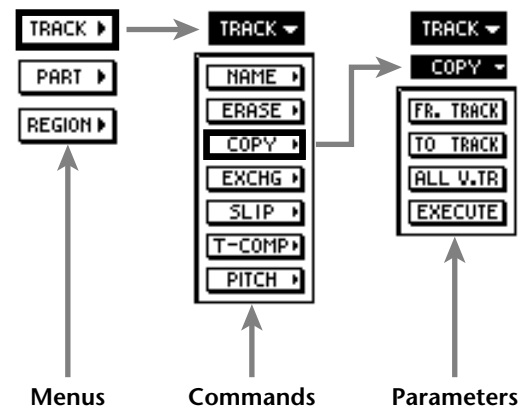 TRACK
PART
REGION
TRACK
NAME
ERASE
COPY
EXCHG
SLIP
T-COMP
PITCH
TRACK
COPY
FR. TRACK
TO TRACK
ALL V.TR
EXECUTE
Menus
Commands
Parameters